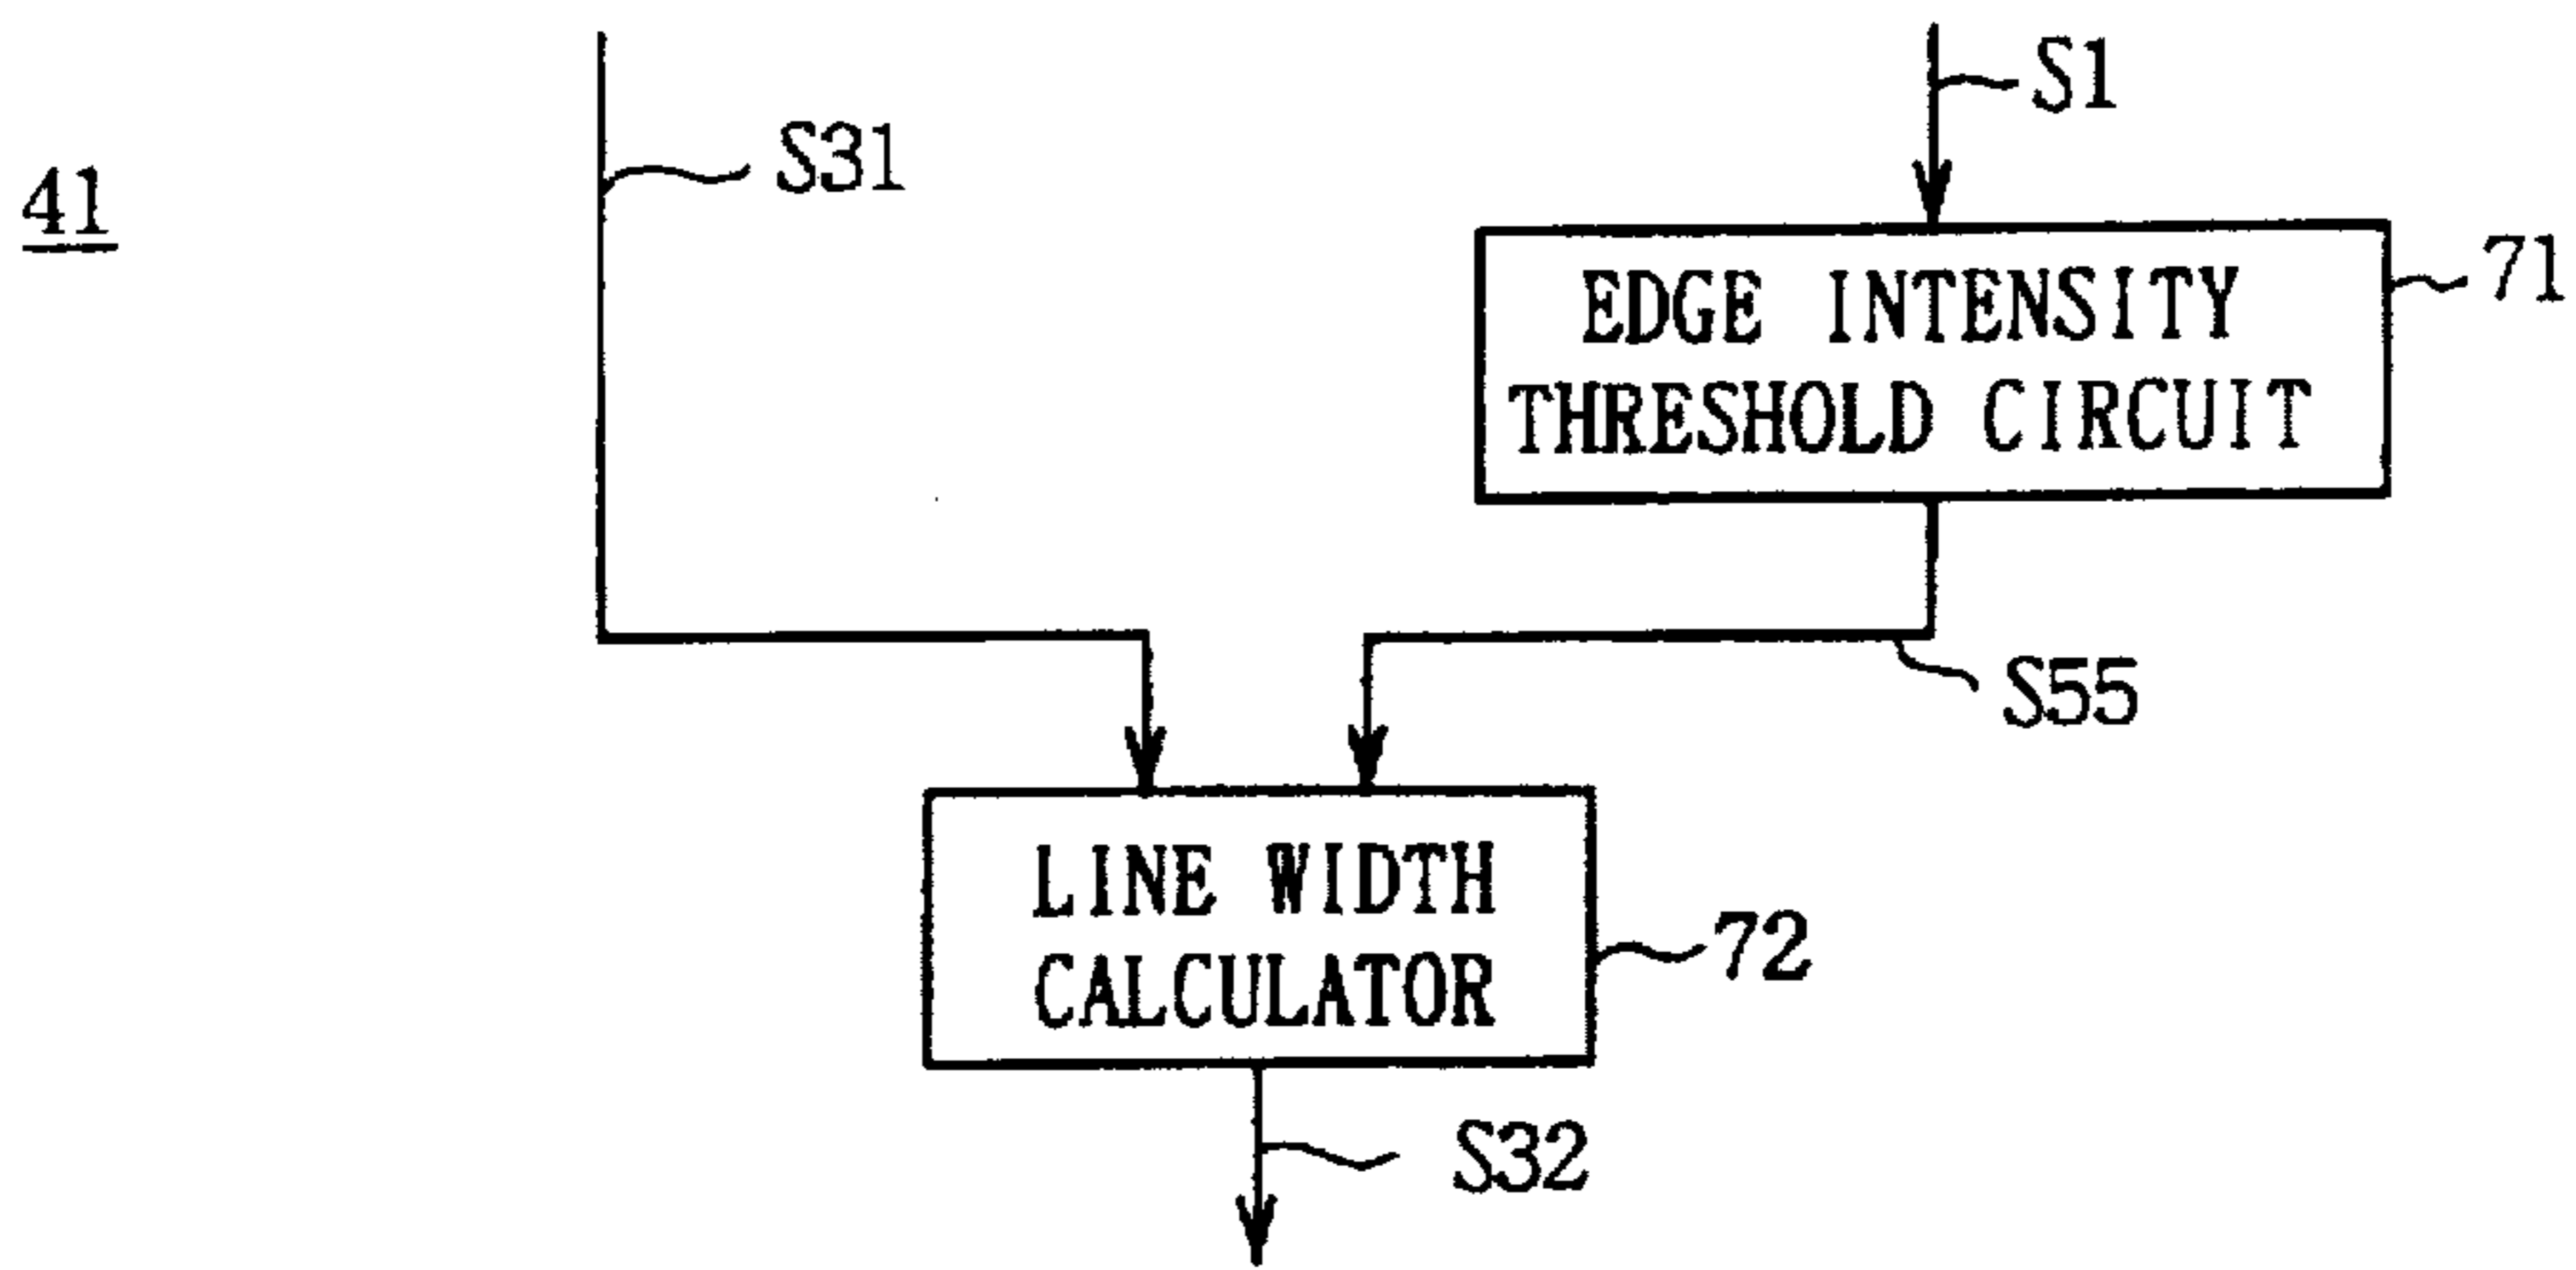 S1
S31
41
71
EDGE INTENSITY
THRESHOLD CIRCUIT
S55
LINE WIDTH
CALCULATOR
72
S32